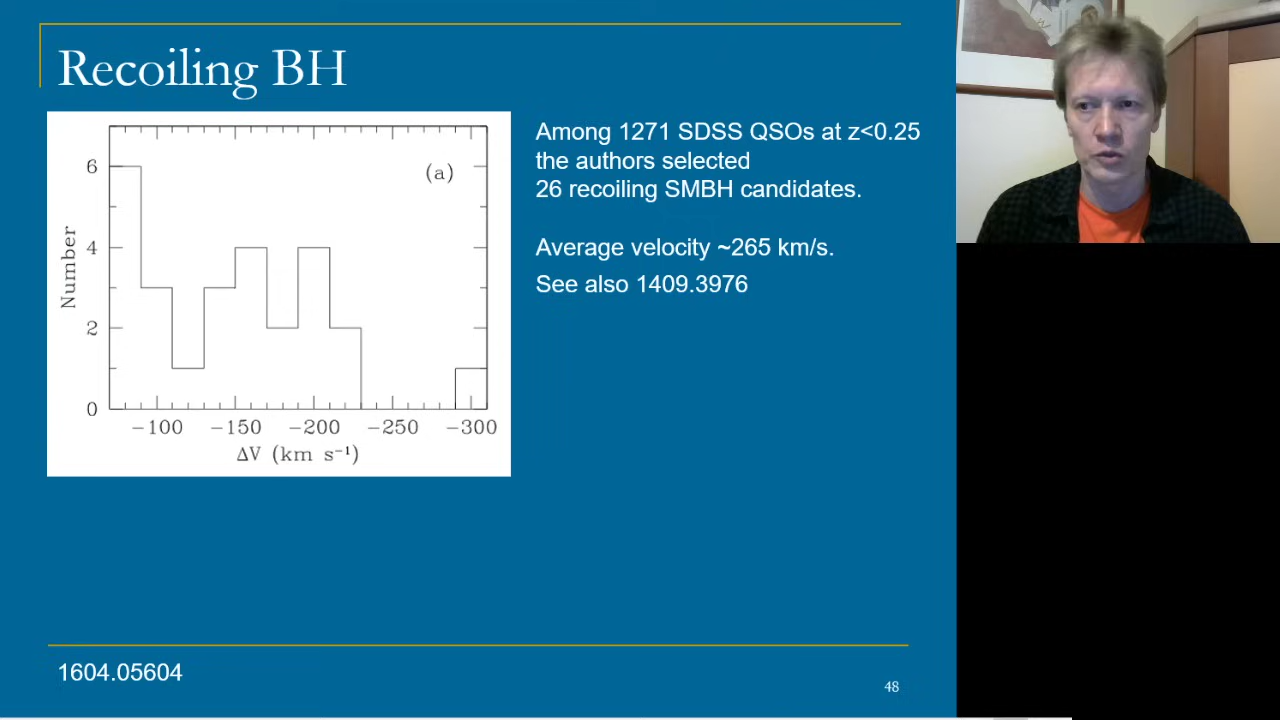 Recoiling BH
(a)
6
4
2
0
Number
−100 −150 −200 −250 −300
ΔV (km s⁻¹)
Among 1271 SDSS QSOs at z<0.25
the authors selected
26 recoiling SMBH candidates.
Average velocity ~265 km/s.
See also 1409.3976
1604.05604
48